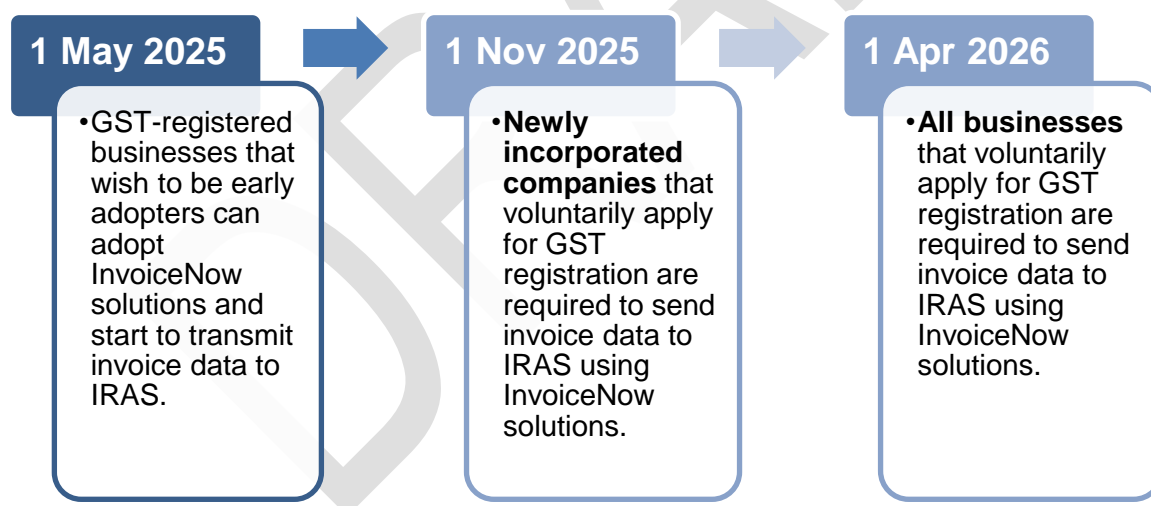 1 May 2025
•GST-registered
businesses that
wish to be early
adopters can
adopt
InvoiceNow
solutions and
start to transmit
invoice data to
IRAS.
1 Nov 2025
•Newly
incorporated
companies that
voluntarily apply
for GST
registration are
required to send
invoice data to
IRAS using
InvoiceNow
solutions.
1 Apr 2026
•All businesses
that voluntarily
apply for GST
registration are
required to send
invoice data to
IRAS using
InvoiceNow
solutions.